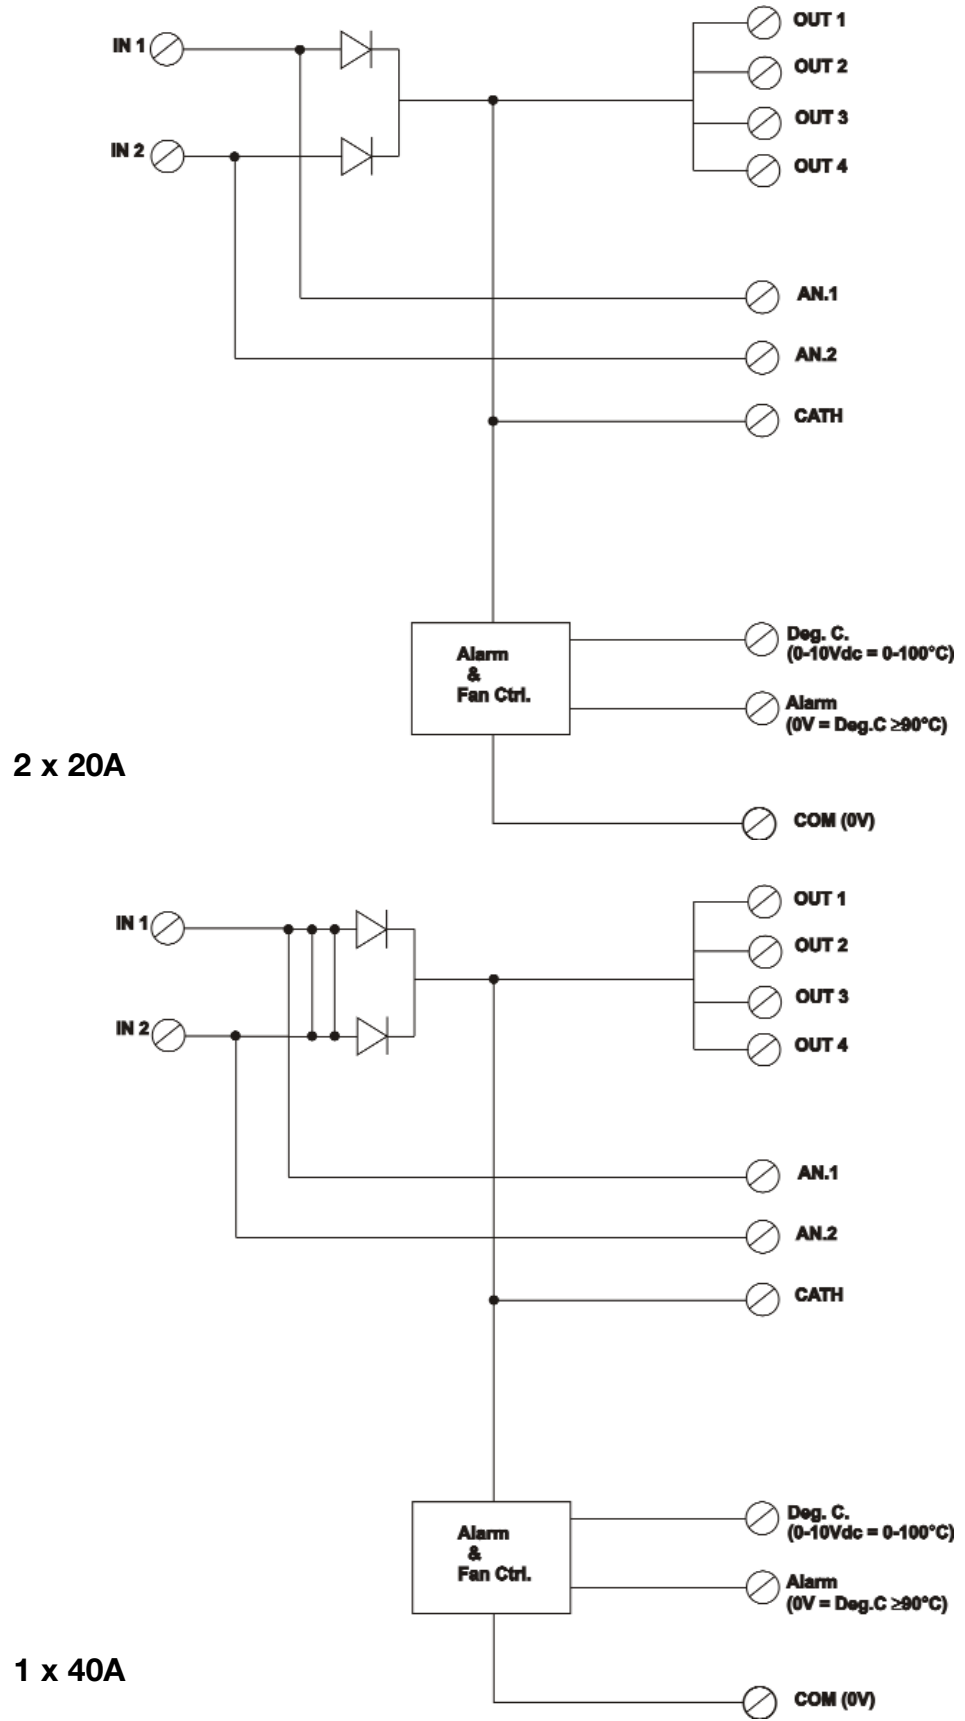 IN 1
OUT 1
OUT 2
OUT 3
IN 2
OUT 4
AN.1
AN.2
CATH
Alarm
&
Fan Ctrl.
Deg. C.
(0-10Vdc = 0-100°C)
Alarm
(0V = Deg.C ≥90°C)
2 x 20A
COM (0V)
IN 1
OUT 1
OUT 2
OUT 3
IN 2
OUT 4
AN.1
AN.2
CATH
Alarm
&
Fan Ctrl.
Deg. C.
(0-10Vdc = 0-100°C)
Alarm
(0V = Deg.C ≥90°C)
1 x 40A
COM (0V)